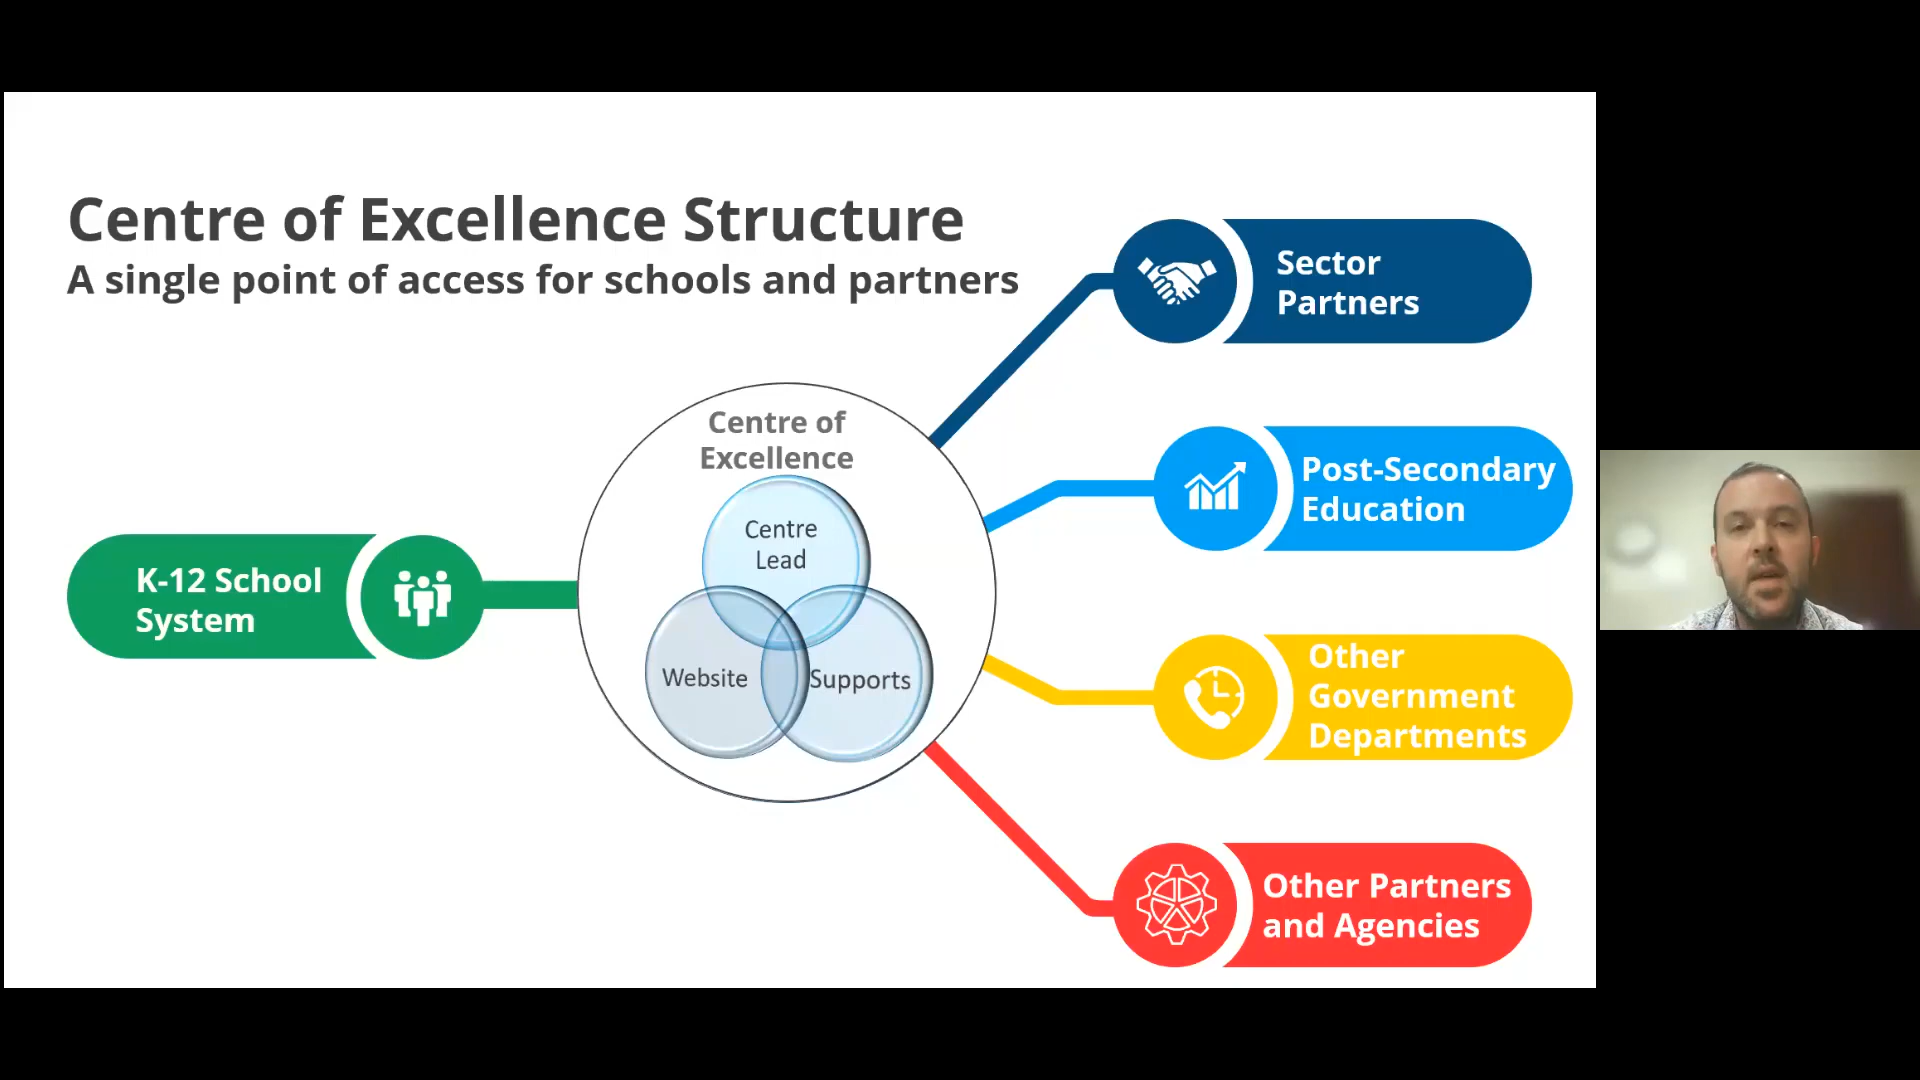 Centre of Excellence Structure
A single point of access for schools and partners
K-12 School
System
Centre of
Excellence
Centre
Lead
Website
Supports
Sector
Partners
Post-Secondary
Education
Other
Government
Departments
Other Partners
and Agencies